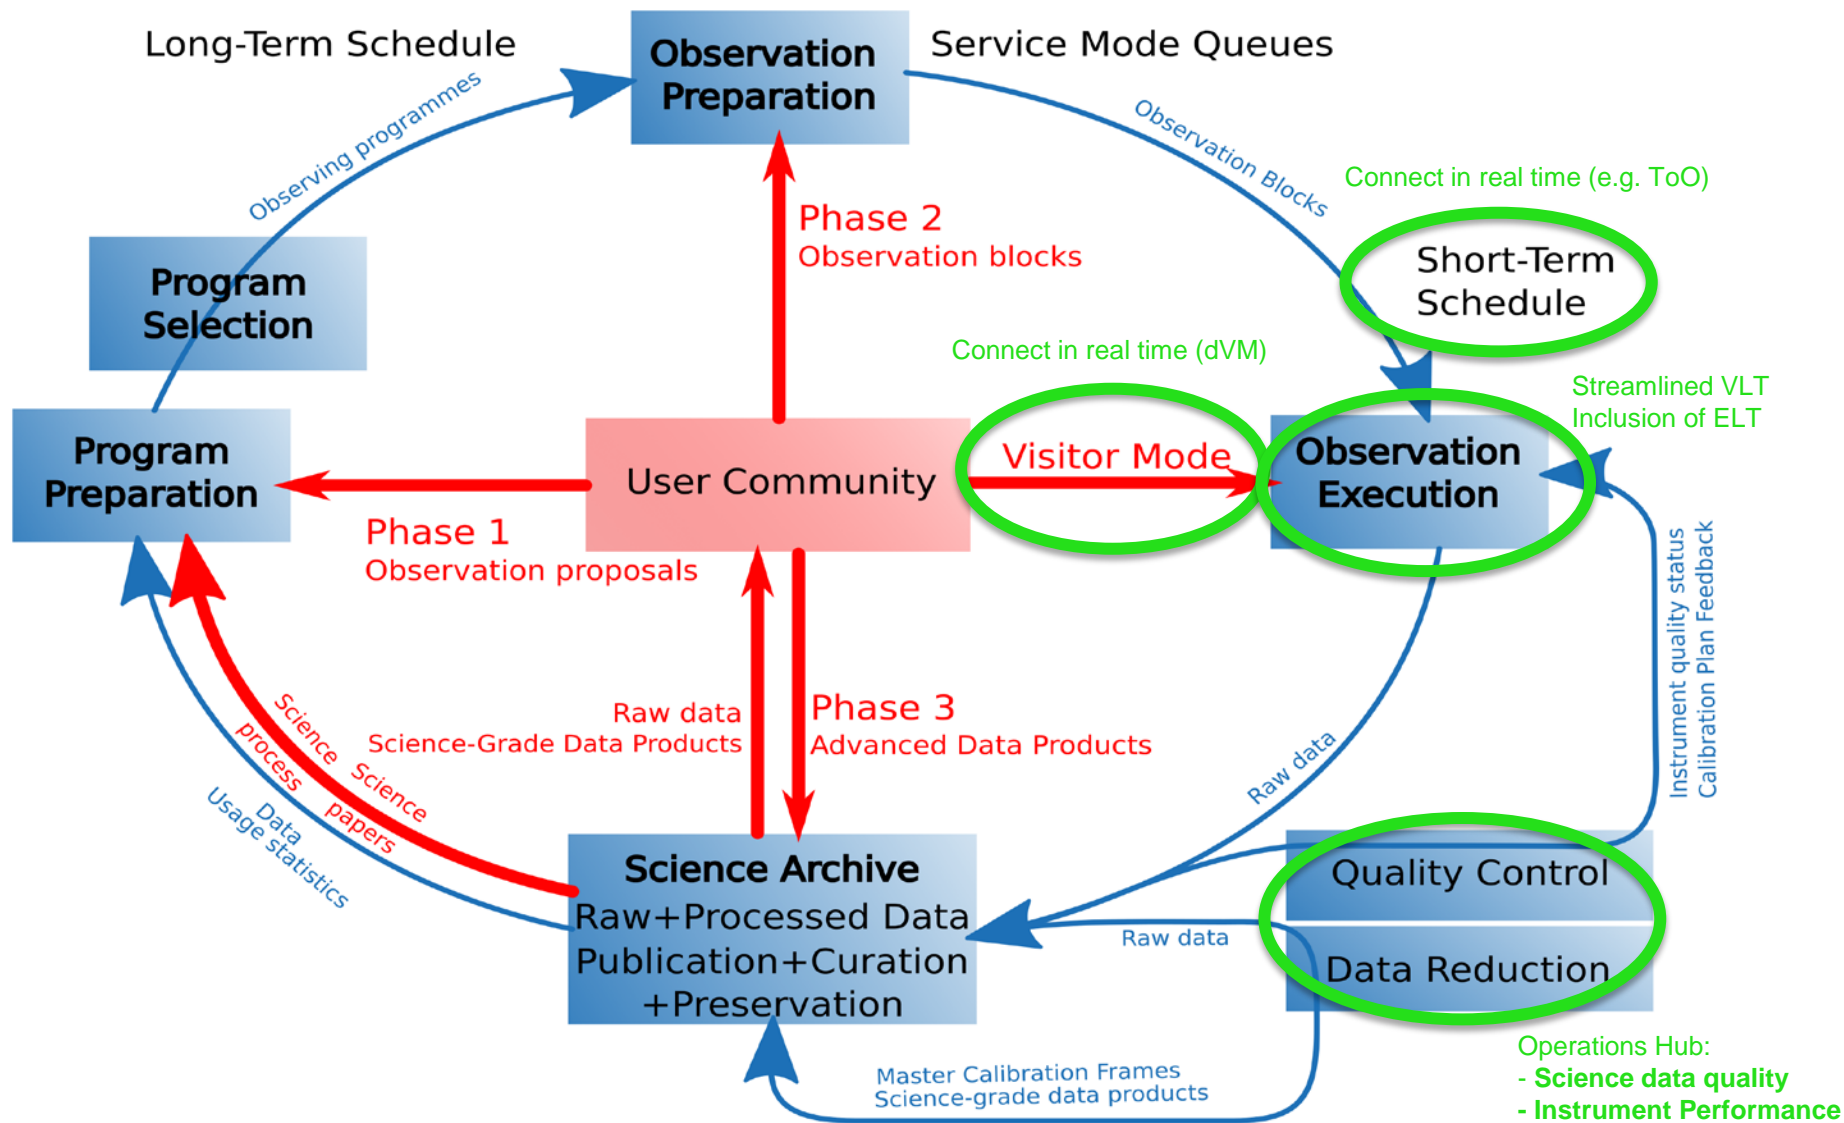 Long-Term Schedule
Observation
Preparation
Service Mode Queues
Observing programmes
Observation Blocks
Connect in real time (e.g. ToO)
Phase 2
Observation blocks
Short-Term
Schedule
Program
Selection
Connect in real time (dVM)
Streamlined VLT
Inclusion of ELT
Program
Preparation
User Community
Visitor Mode
Observation
Execution
Phase 1
Observation proposals
Instrument quality status
Calibration Plan Feedback
Raw data
Science-Grade Data Products
Phase 3
Advanced Data Products
Science Science
process papers
Data
Usage statistics
Raw data
Science Archive
Raw+Processed Data
Publication+Curation
+Preservation
Quality Control
Raw data
Data Reduction
Master Calibration Frames
Science-grade data products
Operations Hub:
- Science data quality
- Instrument Performance